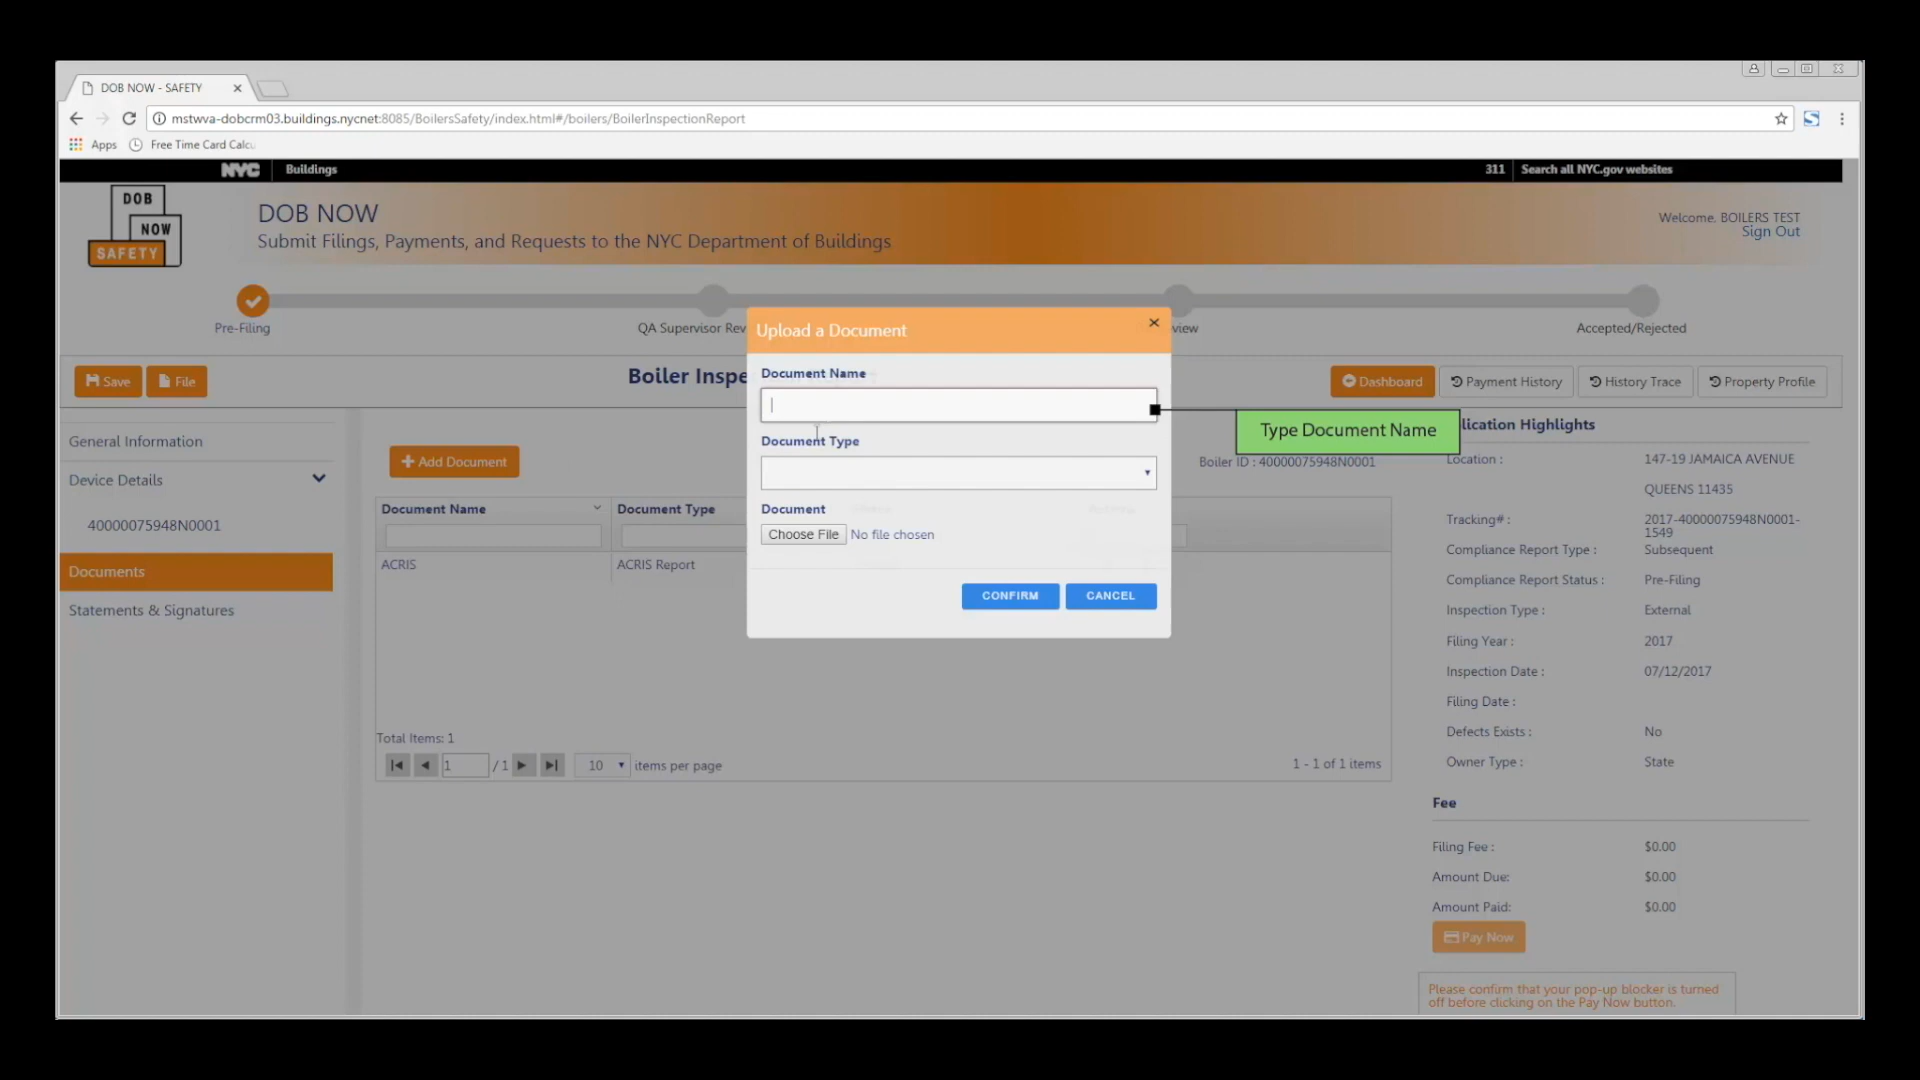 DOB NOW - SAFETY
mstwva-dobcrm03.buildings.nycnet:8085/BoilersSafety/index.html#/boilers/BoilerInspectionReport
Apps Free Time Card Calcu
NYC Buildings 311 Search all NYC.gov websites
DOB
NOW
SAFETY
DOB NOW
Submit Filings, Payments, and Requests to the NYC Department of Buildings
Welcome. BOILERS TEST
Sign Out
Pre-Filing
QA Supervisor Rev
view
Accepted/Rejected
Save
File
Boiler Inspe
Dashboard
Payment History
History Trace
Property Profile
General Information
Device Details
40000075948N0001
Documents
Statements & Signatures
Add Document
Boiler ID : 40000075948N0001
Document Name
Document Type
ACRIS
ACRIS Report
Total Items: 1
1 / 1
10 items per page
1 - 1 of 1 items
Upload a Document
Document Name
Document Type
Document
Choose File No file chosen
CONFIRM
CANCEL
Type Document Name
lication Highlights
Location : 147-19 JAMAICA AVENUE
QUEENS 11435
Tracking# : 2017-40000075948N0001-
1549
Compliance Report Type : Subsequent
Compliance Report Status : Pre-Filing
Inspection Type : External
Filing Year : 2017
Inspection Date : 07/12/2017
Filing Date :
Defects Exists : No
Owner Type : State
Fee
Filing Fee : $0.00
Amount Due: $0.00
Amount Paid: $0.00
Pay Now
Please confirm that your pop-up blocker is turned
off before clicking on the Pay Now button.